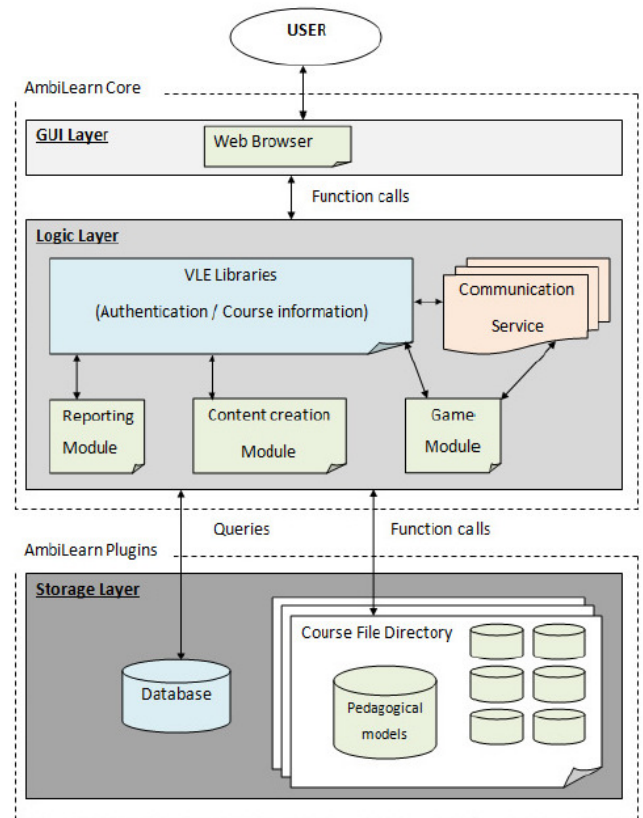 USER
AmbiLearn Core
GUI Layer
Web Browser
Function calls
Logic Layer
VLE Libraries
(Authentication / Course information)
Communication
Service
Reporting
Module
Content creation
Module
Game
Module
Queries
Function calls
AmbiLearn Plugins
Storage Layer
Course File Directory
Database
Pedagogical
models